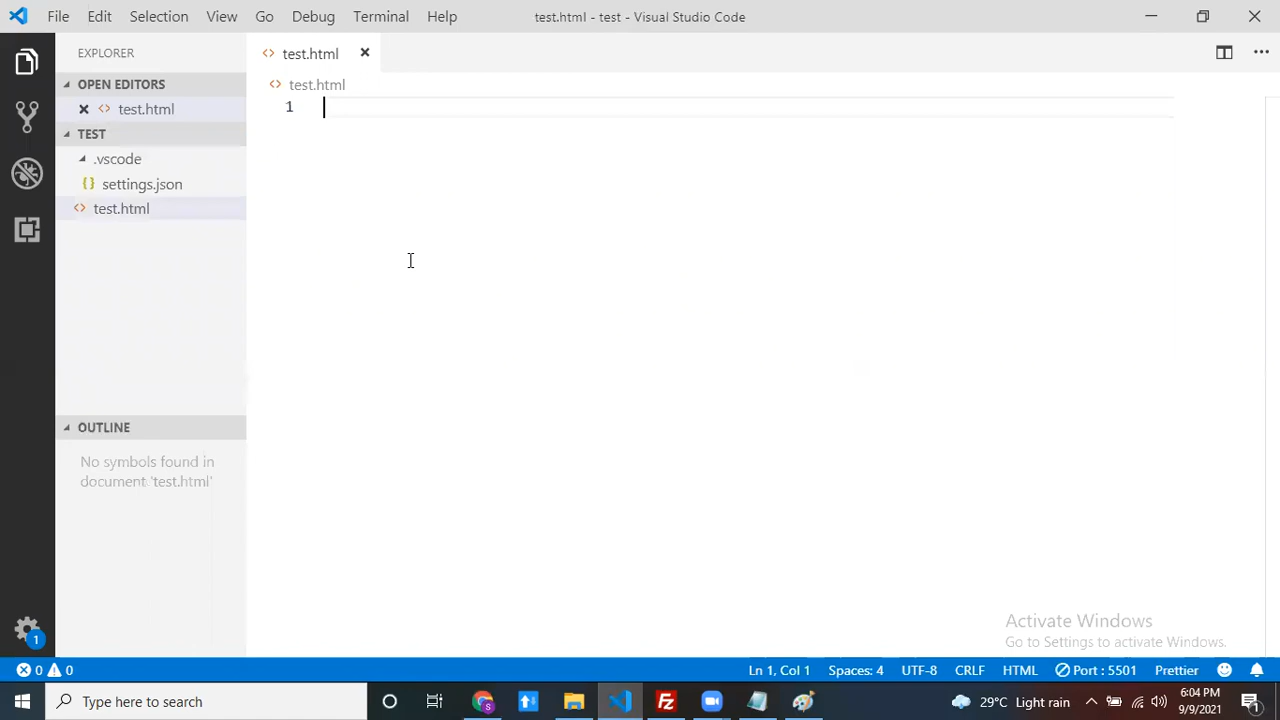 File Edit Selection View Go Debug Terminal Help test.html - test - Visual Studio Code
EXPLORER
OPEN EDITORS
test.html
TEST
.vscode
{} settings.json
test.html
OUTLINE
No symbols found in
document 'test.html'
test.html
test.html
1
Activate Windows
Go to Settings to activate Windows.
0 0 Ln 1, Col 1 Spaces: 4 UTF-8 CRLF HTML Port : 5501 Prettier
1
Type here to search
S
Fz
29°C Light rain
6:04 PM
9/9/2021
1